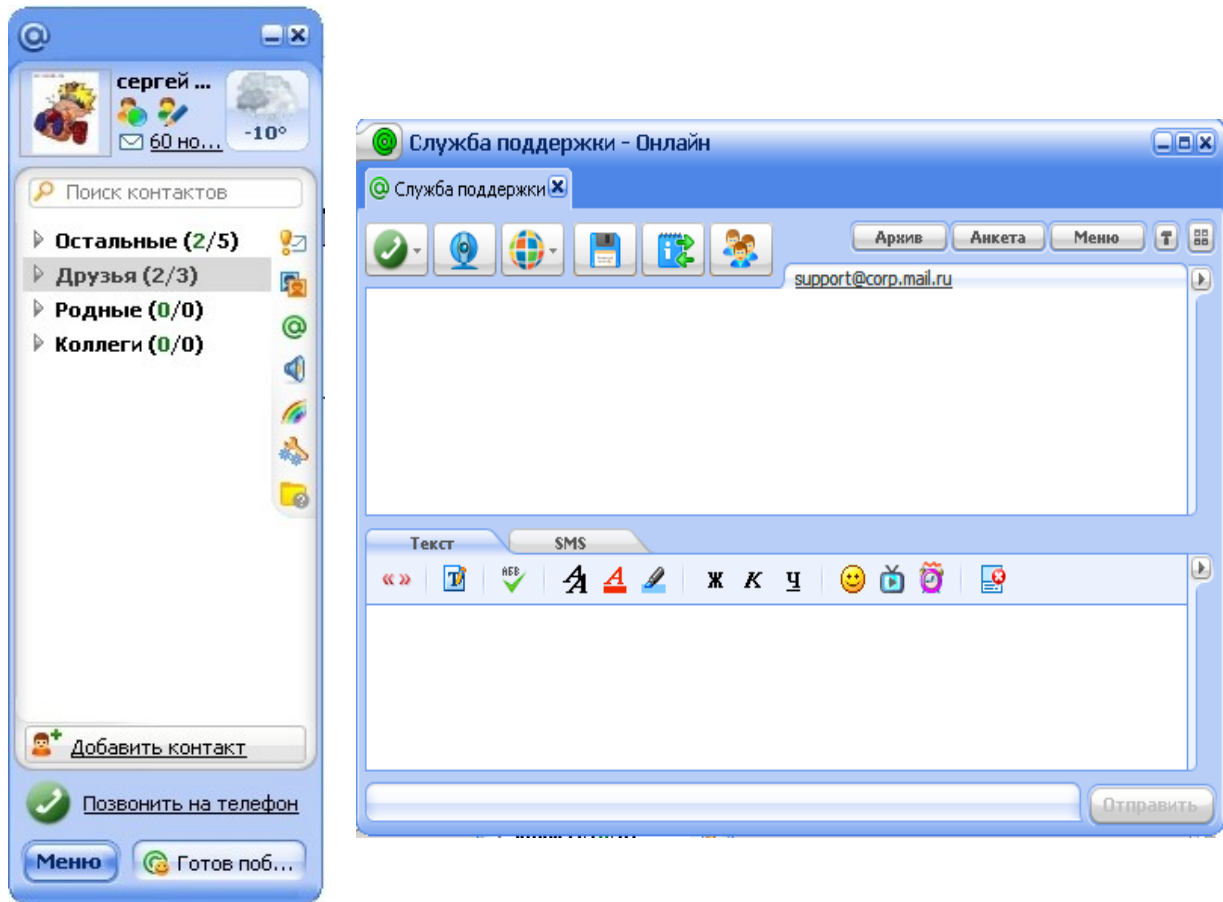 сергей ...
60 но...
-10°
Поиск контактов
Остальные (2/5)
Друзья (2/3)
Родные (0/0)
Коллеги (0/0)
Добавить контакт
Позвонить на телефон
Меню
Готов поб...
Служба поддержки - Онлайн
Служба поддержки
Архив Анкета Меню
support@corp.mail.ru
Текст SMS
АБВ
Ж К Ч
Отправить